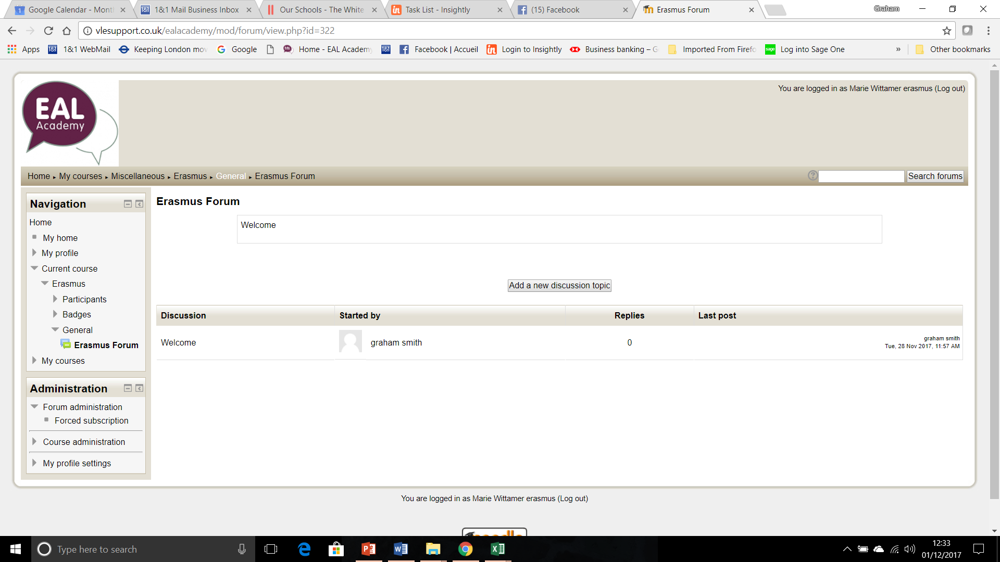 Google Calendar - Mont
1&1 Mail Business Inbox
Our Schools - The White
Task List - Insightly
(15) Facebook
Erasmus Forum
Graham
vlesupport.co.uk/ealacademy/mod/forum/view.php?id=322
Apps
1&1 WebMail
Keeping London mov
Google
Home - EAL Academy
Facebook | Accueil
Login to Insightly
Business banking – G
Imported From Firefo
Log into Sage One
» Other bookmarks
EAL
Academy
You are logged in as Marie Wittamer erasmus (Log out)
Home ▸ My courses ▸ Miscellaneous ▸ Erasmus ▸ General ▸ Erasmus Forum
Search forums
Navigation
Home
My home
My profile
Current course
Erasmus
Participants
Badges
General
Erasmus Forum
My courses
Administration
Forum administration
Forced subscription
Course administration
My profile settings
Erasmus Forum
Welcome
Add a new discussion topic
Discussion Started by Replies Last post
Welcome graham smith 0 graham smith
Tue, 28 Nov 2017, 11:57 AM
You are logged in as Marie Wittamer erasmus (Log out)
Type here to search
12:33
01/12/2017